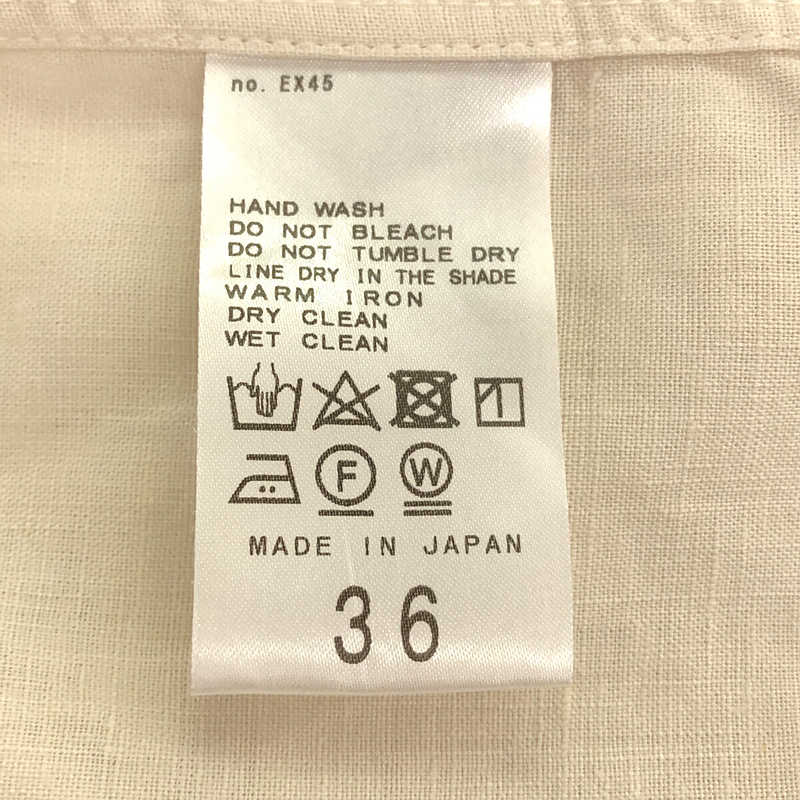 no. EX45
HAND WASH
DO NOT BLEACH
DO NOT TUMBLE DRY
LINE DRY IN THE SHADE
WARM IRON
DRY CLEAN
WET CLEAN
F W
MADE IN JAPAN
36